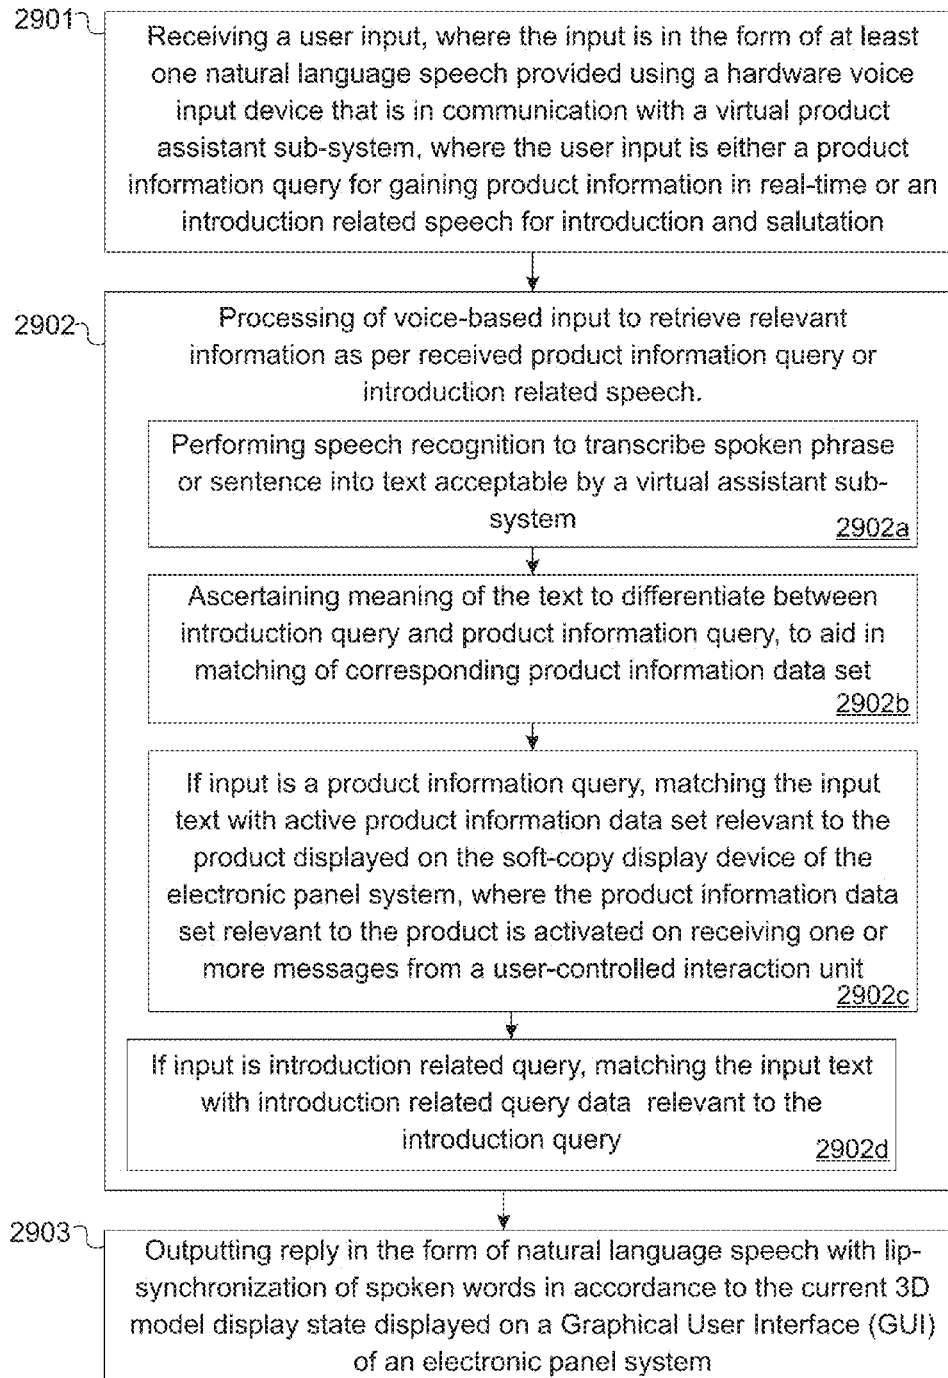 2901
Receiving a user input, where the input is in the form of at least
one natural language speech provided using a hardware voice
input device that is in communication with a virtual product
assistant sub-system, where the user input is either a product
information query for gaining product information in real-time or an
introduction related speech for introduction and salutation
2902
Processing of voice-based input to retrieve relevant
information as per received product information query or
introduction related speech.
Performing speech recognition to transcribe spoken phrase
or sentence into text acceptable by a virtual assistant sub-
system
2902a
Ascertaining meaning of the text to differentiate between
introduction query and product information query, to aid in
matching of corresponding product information data set
2902b
If input is a product information query, matching the input
text with active product information data set relevant to the
product displayed on the soft-copy display device of the
electronic panel system, where the product information data
set relevant to the product is activated on receiving one or
more messages from a user-controlled interaction unit
2902c
If input is introduction related query, matching the input text
with introduction related query data relevant to the
introduction query
2902d
2903
Outputting reply in the form of natural language speech with lip-
synchronization of spoken words in accordance to the current 3D
model display state displayed on a Graphical User Interface (GUI)
of an electronic panel system